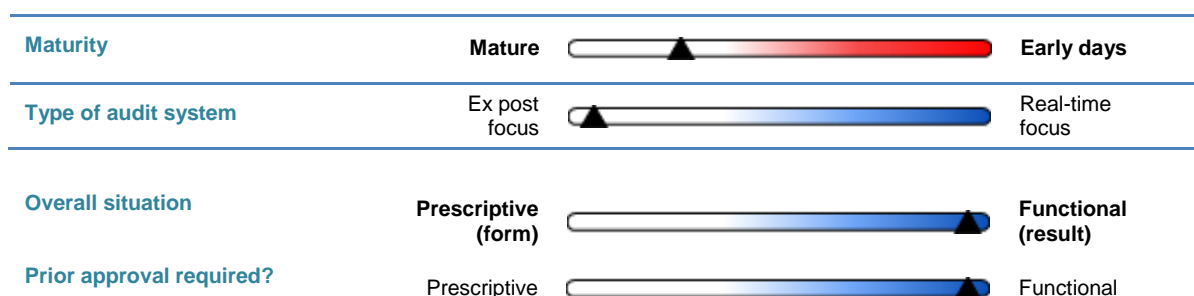 Maturity Mature Early days
Type of audit system Ex post focus Real-time focus
Overall situation Prescriptive (form) Functional (result)
Prior approval required? Prescriptive Functional